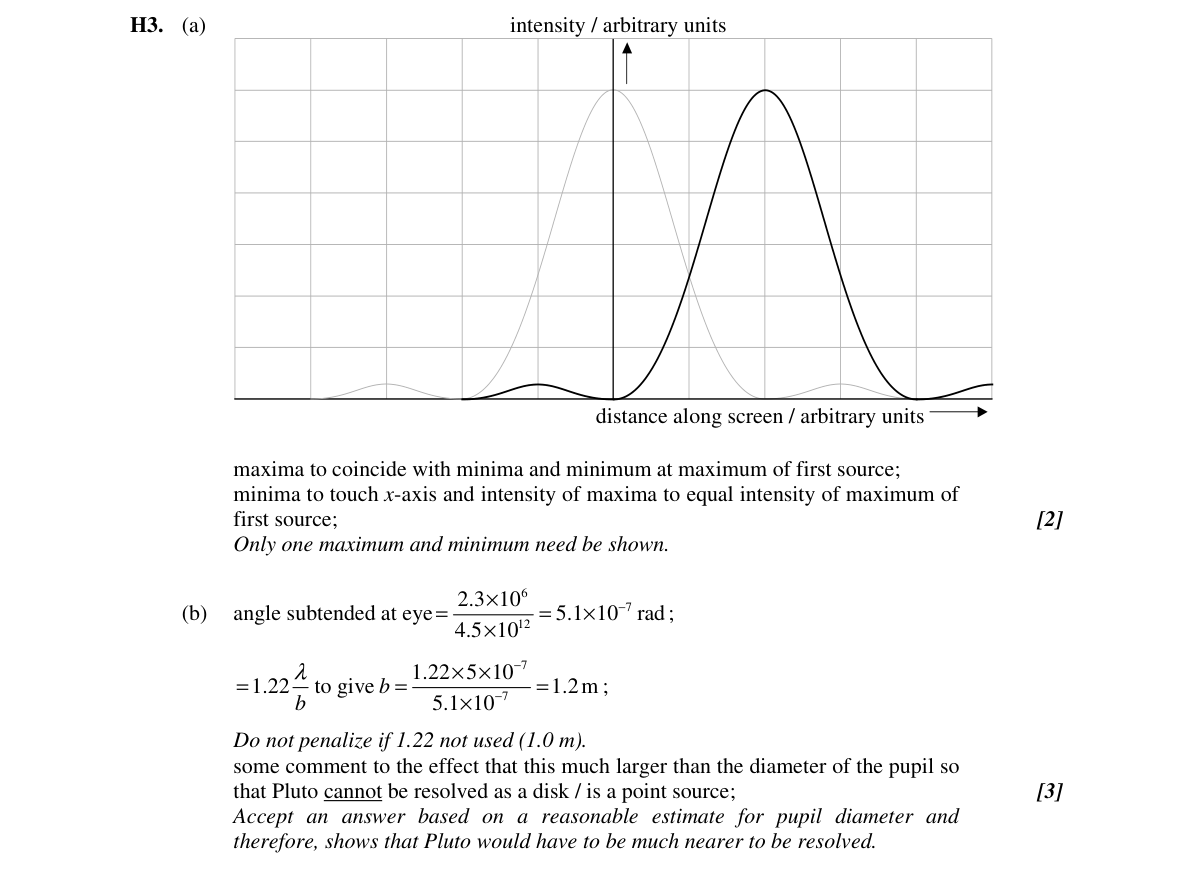 H3. (a) intensity / arbitrary units
distance along screen / arbitrary units
maxima to coincide with minima and minimum at maximum of first source;
minima to touch x-axis and intensity of maxima to equal intensity of maximum of
first source; [2]
Only one maximum and minimum need be shown.
(b) angle subtended at eye = 2.3×10⁶ / 4.5×10¹² = 5.1×10⁻⁷ rad ;
= 1.22 λ / b to give b = 1.22×5×10⁻⁷ / 5.1×10⁻⁷ = 1.2 m ;
Do not penalize if 1.22 not used (1.0 m).
some comment to the effect that this much larger than the diameter of the pupil so
that Pluto cannot be resolved as a disk / is a point source; [3]
Accept an answer based on a reasonable estimate for pupil diameter and
therefore, shows that Pluto would have to be much nearer to be resolved.